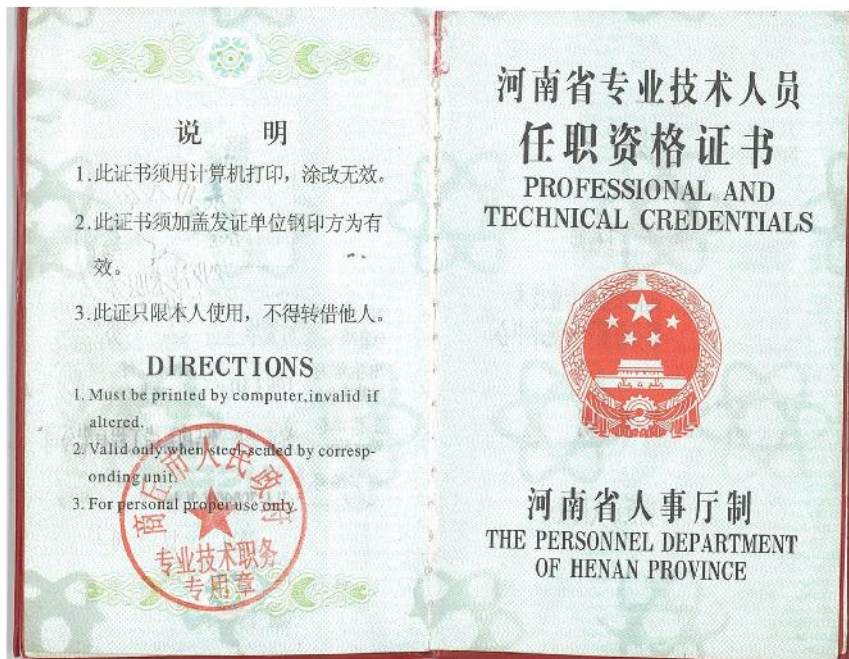 说 明
1.此证书须用计算机打印，涂改无效。
2.此证书须加盖发证单位钢印方为有
效。
3.此证只限本人使用，不得转借他人。
DIRECTIONS
1. Must be printed by computer,invalid if
altered.
2. Valid only when steel-sealed by corresp-
onding unit.
3. For personal proper use only.
商丘市人民政府
专业技术职务
专用章
河南省专业技术人员
任职资格证书
PROFESSIONAL AND
TECHNICAL CREDENTIALS
河南省人事厅制
THE PERSONNEL DEPARTMENT
OF HENAN PROVINCE